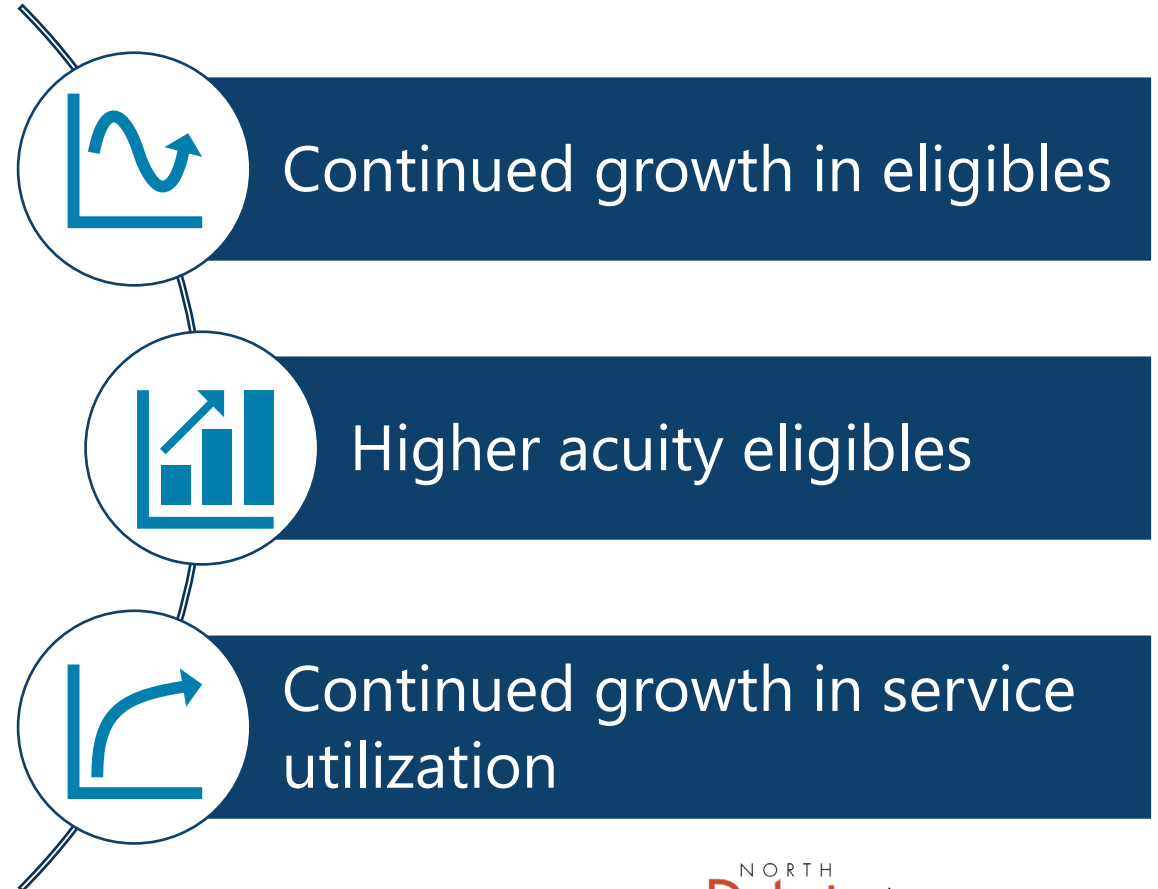 Continued growth in eligibles
Higher acuity eligibles
Continued growth in service
utilization
NORTH